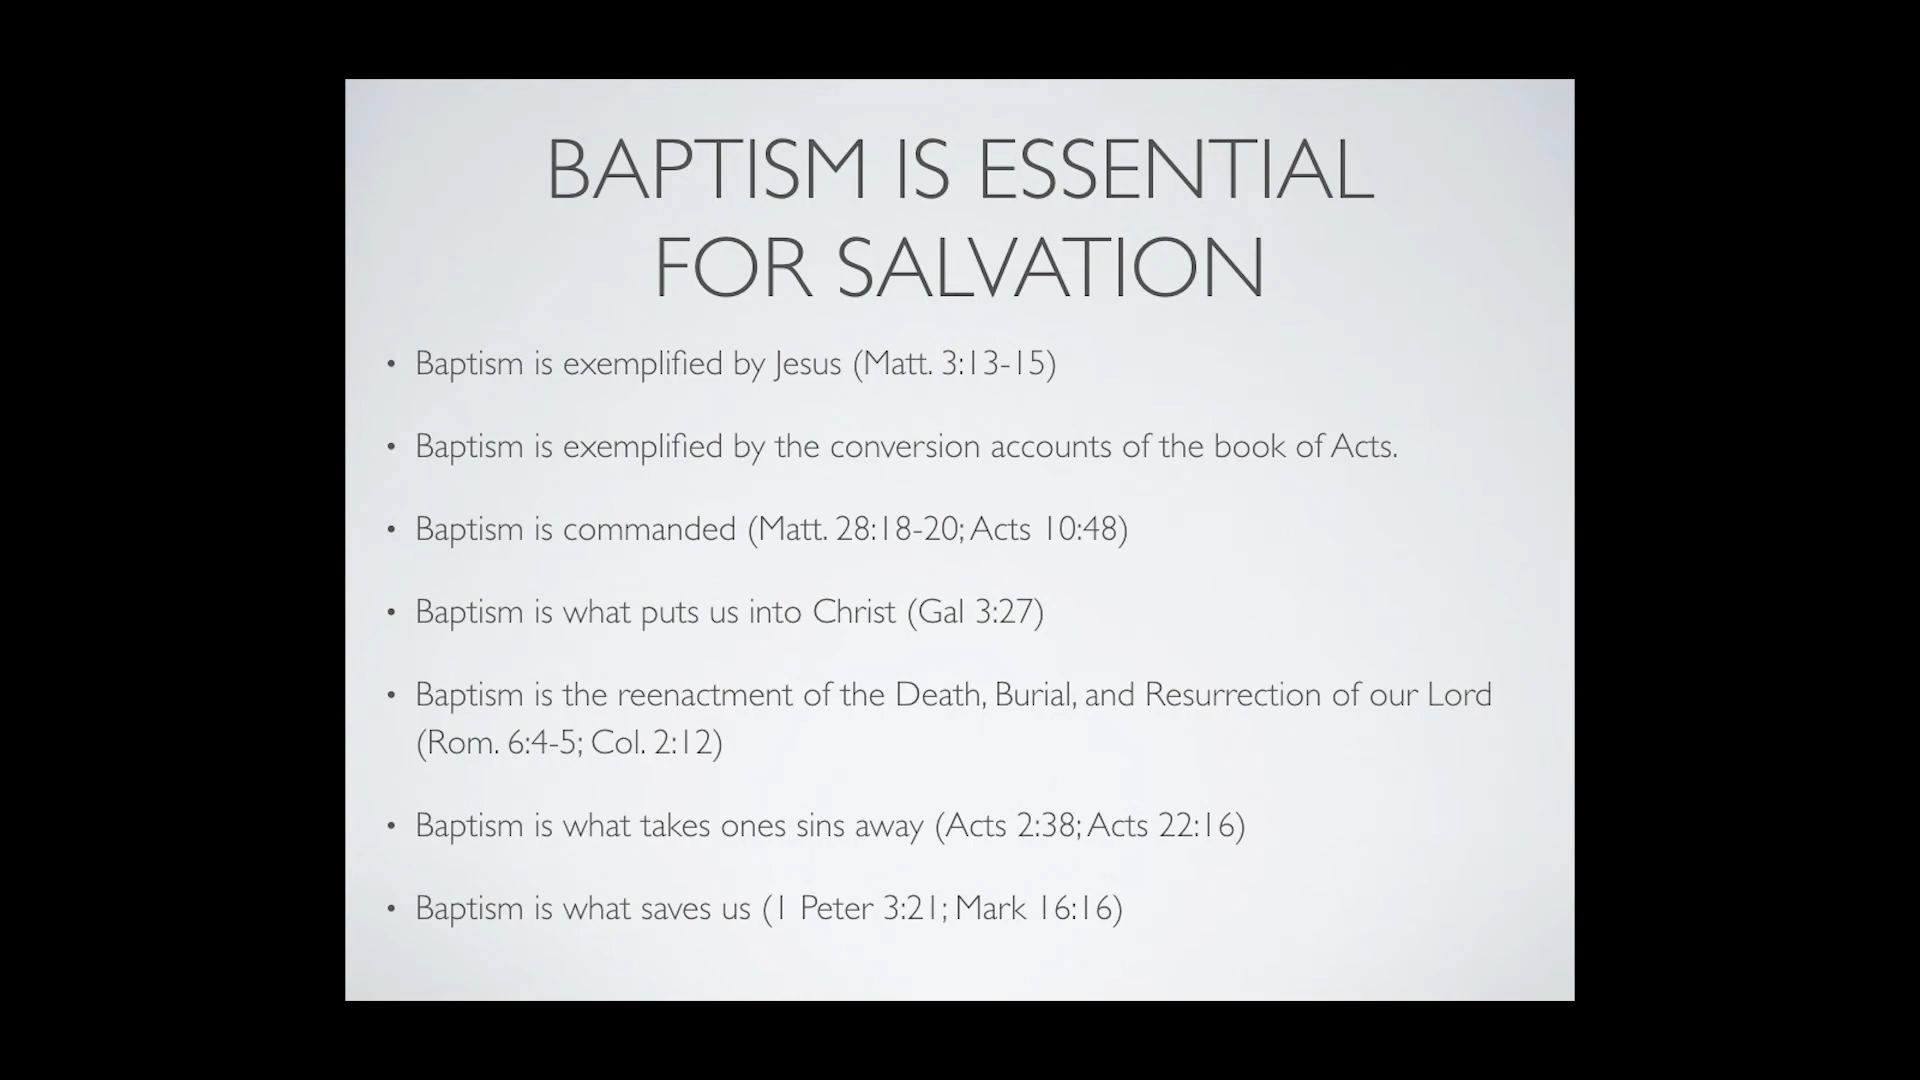 BAPTISM IS ESSENTIAL
FOR SALVATION
• Baptism is exemplified by Jesus (Matt. 3:13-15)
• Baptism is exemplified by the conversion accounts of the book of Acts.
• Baptism is commanded (Matt. 28:18-20; Acts 10:48)
• Baptism is what puts us into Christ (Gal 3:27)
• Baptism is the reenactment of the Death, Burial, and Resurrection of our Lord
(Rom. 6:4-5; Col. 2:12)
• Baptism is what takes ones sins away (Acts 2:38; Acts 22:16)
• Baptism is what saves us (1 Peter 3:21; Mark 16:16)